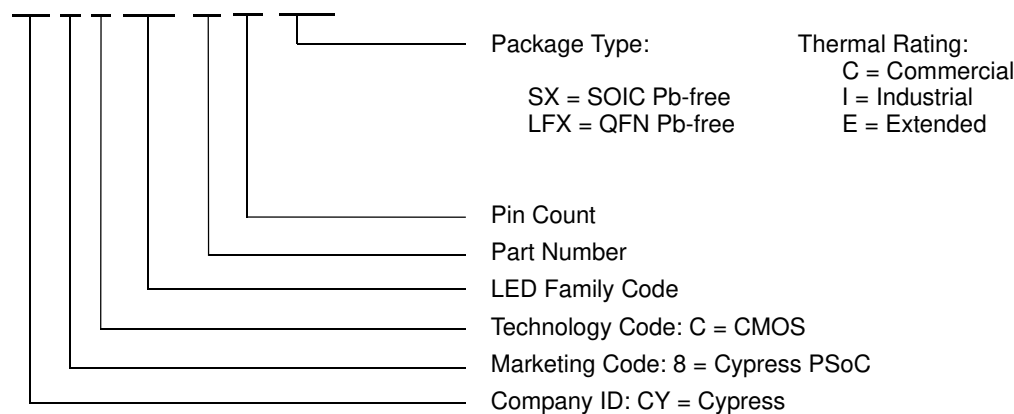 Package Type: Thermal Rating:
C = Commercial
SX = SOIC Pb-free I = Industrial
LFX = QFN Pb-free E = Extended
Pin Count
Part Number
LED Family Code
Technology Code: C = CMOS
Marketing Code: 8 = Cypress PSoC
Company ID: CY = Cypress